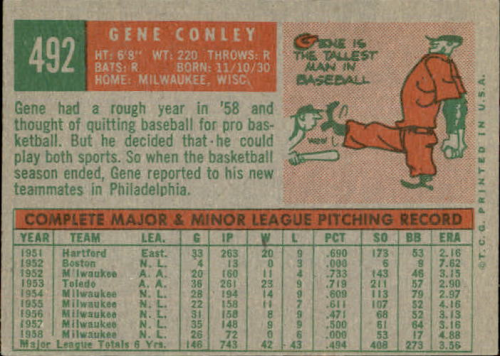 492
GENE CONLEY
HT: 6'8" WT: 220 THROWS: R
BATS: R BORN: 11/10/30
HOME: MILWAUKEE, WISC.
Gene had a rough year in '58 and
thought of quitting baseball for pro bas-
ketball. But he decided that he could
play both sports. So when the basketball
season ended, Gene reported to his new
teammates in Philadelphia.
GENE IS
THE TALLEST
MAN IN
BASEBALL
WOW!
© T.C.G. PRINTED IN U.S.A.
COMPLETE MAJOR & MINOR LEAGUE PITCHING RECORD
YEAR TEAM LEA. G IP W L PCT SO BB ERA
1951 Hartford East. 33 263 20 9 .690 173 53 2.16
1952 Boston N. L. 4 13 0 3 .000 6 9 7.62
1952 Milwaukee A. A. 20 160 11 4 .733 143 46 3.15
1953 Toledo A. A. 38 261 23 9 .719 211 57 2.90
1954 Milwaukee N. L. 28 194 14 9 .609 113 79 2.96
1955 Milwaukee N. L. 22 158 11 7 .611 107 52 4.16
1956 Milwaukee N. L. 31 158 8 9 .471 68 52 3.13
1957 Milwaukee N. L. 35 148 9 9 .500 61 64 3.16
1958 Milwaukee N. L. 26 72 0 6 .000 53 17 4.88
Major League Totals 6 Yrs. 146 742 42 43 .494 408 273 3.56